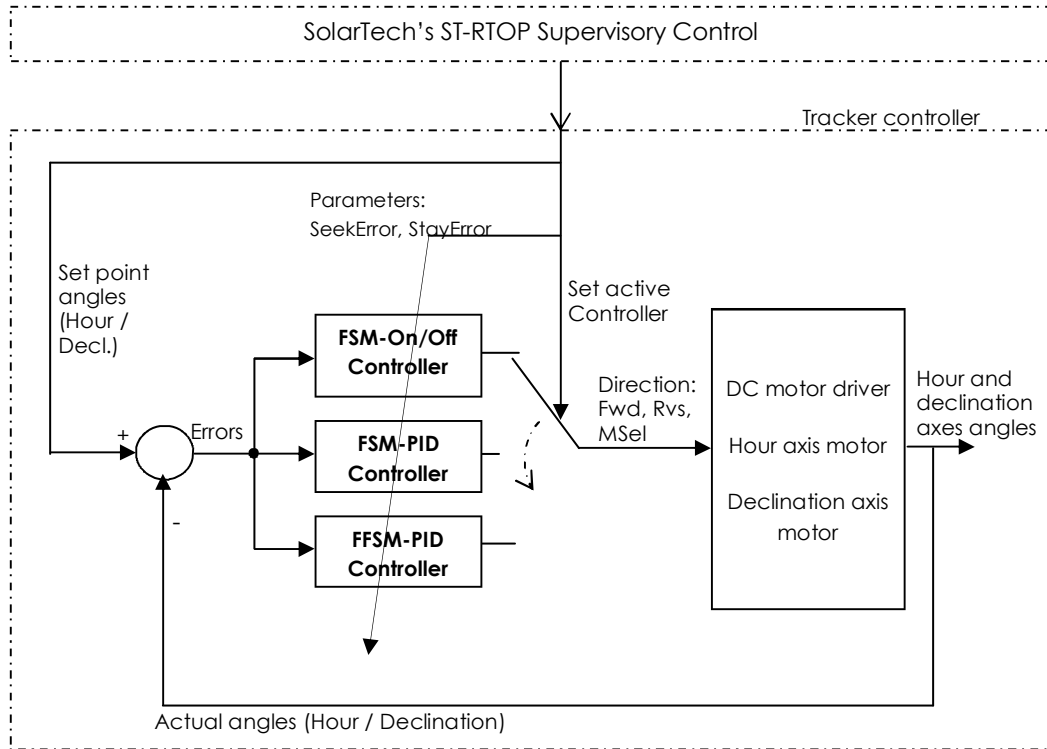 SolarTech's ST-RTOP Supervisory Control
Tracker controller
Parameters:
SeekError, StayError
Set point
angles
(Hour /
Decl.)
Set active
Controller
FSM-On/Off
Controller
Direction:
Fwd, Rvs,
MSel
DC motor driver
Hour axis motor
Declination axis
motor
Hour and
declination
axes angles
+
Errors
FSM-PID
Controller
-
FFSM-PID
Controller
Actual angles (Hour / Declination)